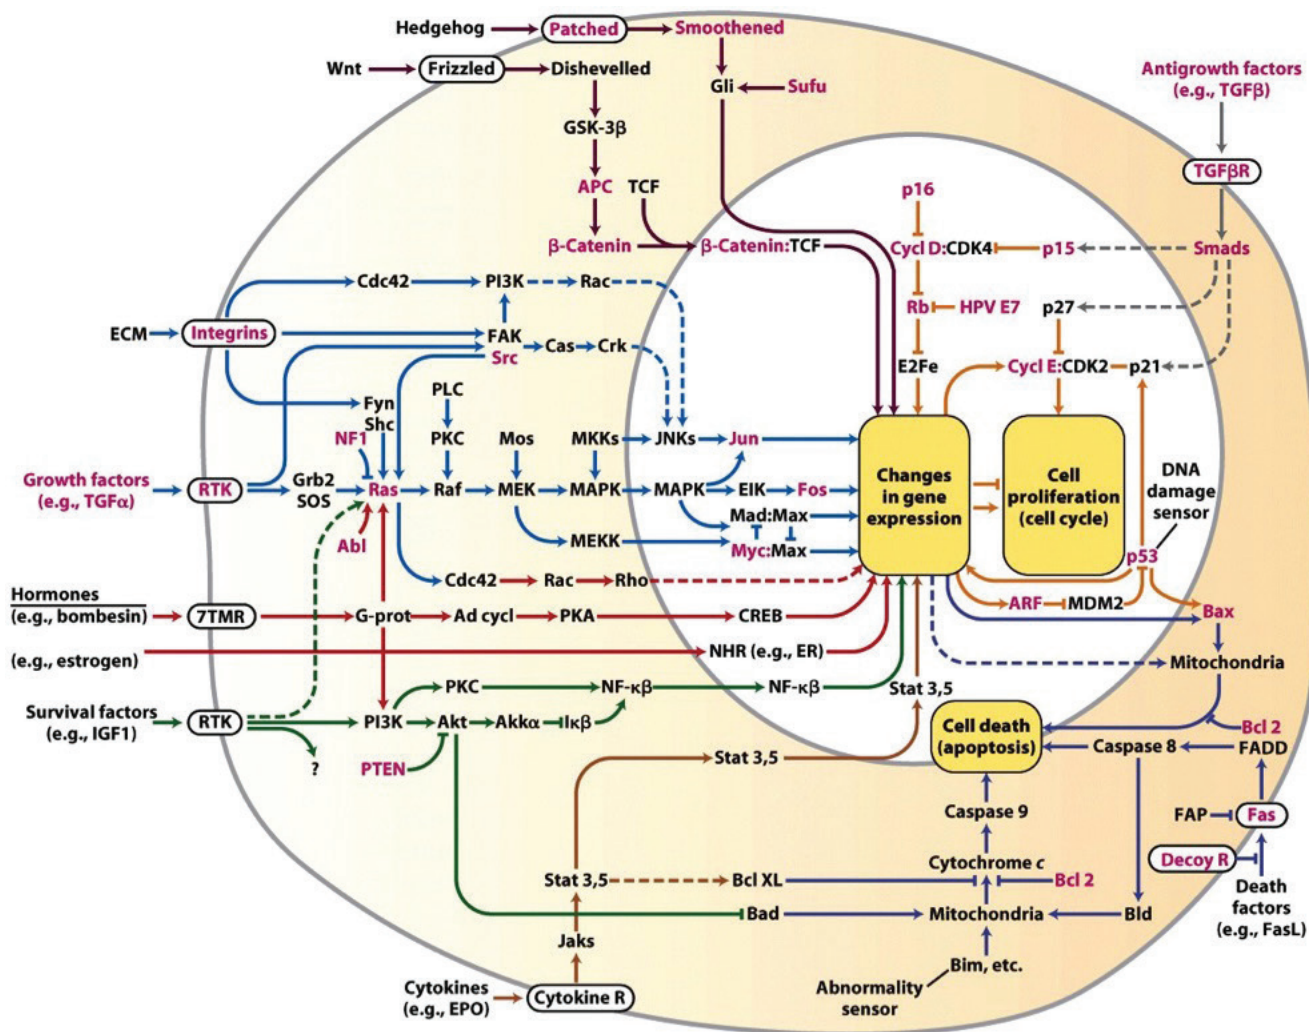 Hedgehog
Patched
Smoothened
Wnt
Frizzled
Dishevelled
Gli
Sufu
Antigrowth factors
(e.g., TGFβ)
GSK-3β
TGFβR
APC
TCF
p16
β-Catenin
β-Catenin:TCF
Cycl D:CDK4
p15
Smads
Cdc42
PI3K
Rac
Rb
HPV E7
p27
ECM
Integrins
FAK
Src
Cas
Crk
E2Fe
Cycl E:CDK2
p21
Fyn
Shc
PLC
NF1
PKC
Mos
MKKs
JNKs
Jun
Growth factors
(e.g., TGFα)
RTK
Grb2
SOS
Ras
Raf
MEK
MAPK
MAPK
EIK
Fos
Changes
in gene
expression
Cell
proliferation
(cell cycle)
DNA
damage
sensor
Mad:Max
Abl
MEKK
Myc:Max
p53
Cdc42
Rac
Rho
Hormones
(e.g., bombesin)
7TMR
G-prot
Ad cycl
PKA
CREB
ARF
MDM2
Bax
(e.g., estrogen)
NHR (e.g., ER)
Mitochondria
PKC
NF-κβ
NF-κβ
Stat 3,5
Survival factors
(e.g., IGF1)
RTK
PI3K
Akt
Akkα
Iκβ
Cell death
(apoptosis)
Bcl 2
?
PTEN
Stat 3,5
Caspase 8
FADD
Caspase 9
FAP
Fas
Cytochrome c
Decoy R
Stat 3,5
Bcl XL
Bcl 2
Death
factors
(e.g., FasL)
Bad
Mitochondria
Bld
Jaks
Bim, etc.
Abnormality
sensor
Cytokines
(e.g., EPO)
Cytokine R